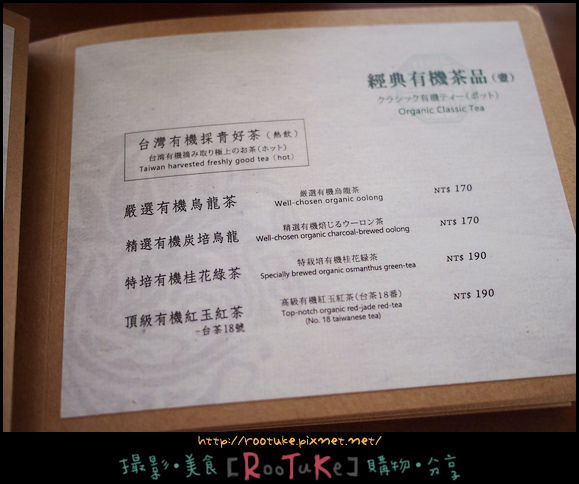 經典有機茶品（壹）
クラシック有機ティー（ポット）
Organic Classic Tea
台灣有機採青好茶（熱飲）
台湾有機摘み取り極上のお茶（ホット）
Taiwan harvested freshly good tea（hot）
嚴選有機烏龍茶
厳選有機烏龍茶
Well-chosen organic oolong
NT$ 170
精選有機炭焙烏龍
精選有機焙じるウーロン茶
Well-chosen organic charcoal-brewed oolong
NT$ 170
特焙有機桂花綠茶
特栽培有機桂花緑茶
Specially brewed organic osmanthus green-tea
NT$ 190
頂級有機紅玉紅茶
–台茶18號
高級有機紅玉紅茶（台茶18番）
Top-notch organic red-jade red-tea
(No. 18 taiwanese tea)
NT$ 190
http://rootuke.pixnet.net/
攝影·美食 [RooTuKe] 購物·分享